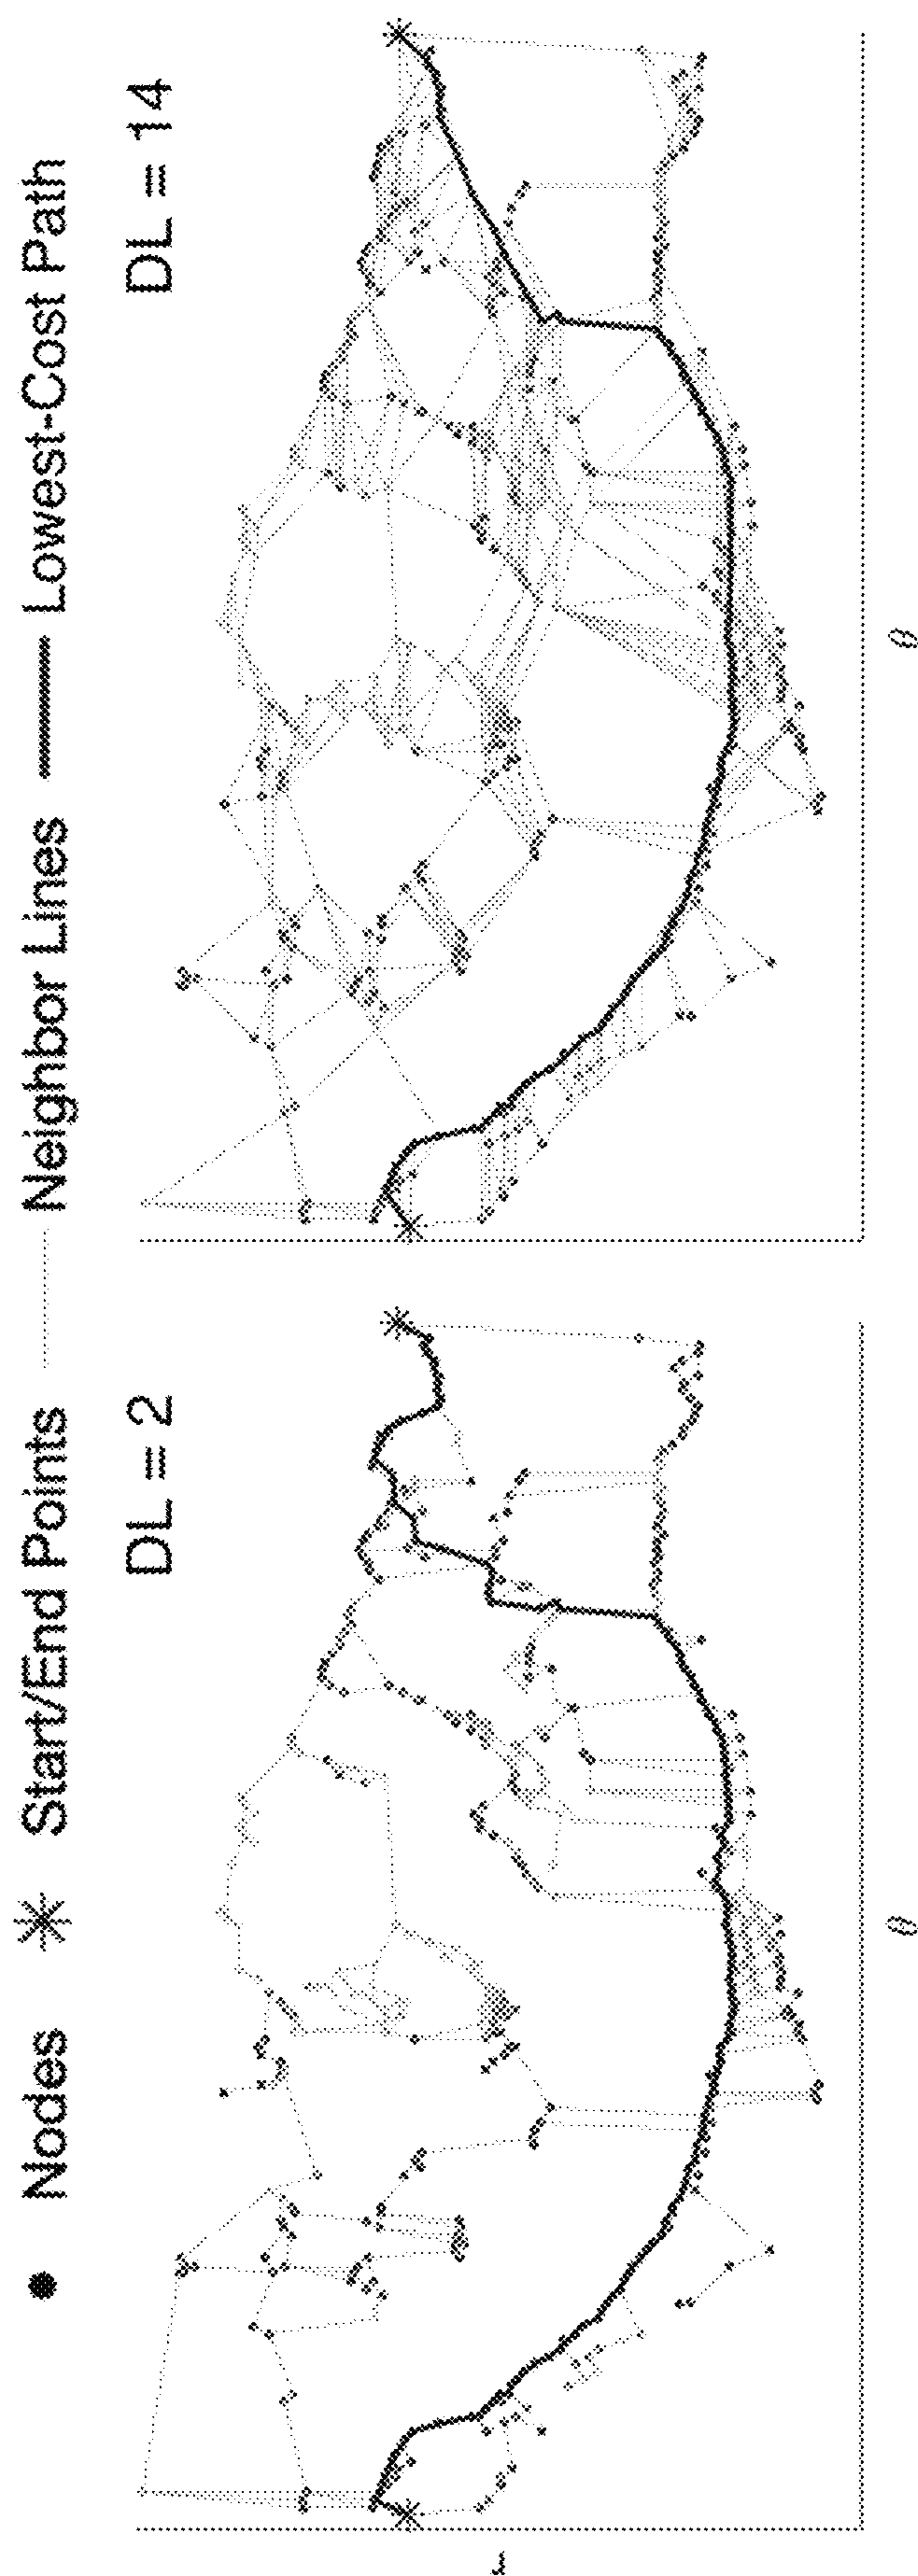 Nodes Start/End Points Neighbor Lines Lowest-Cost Path
DL = 2
DL = 14
r
θ
θ